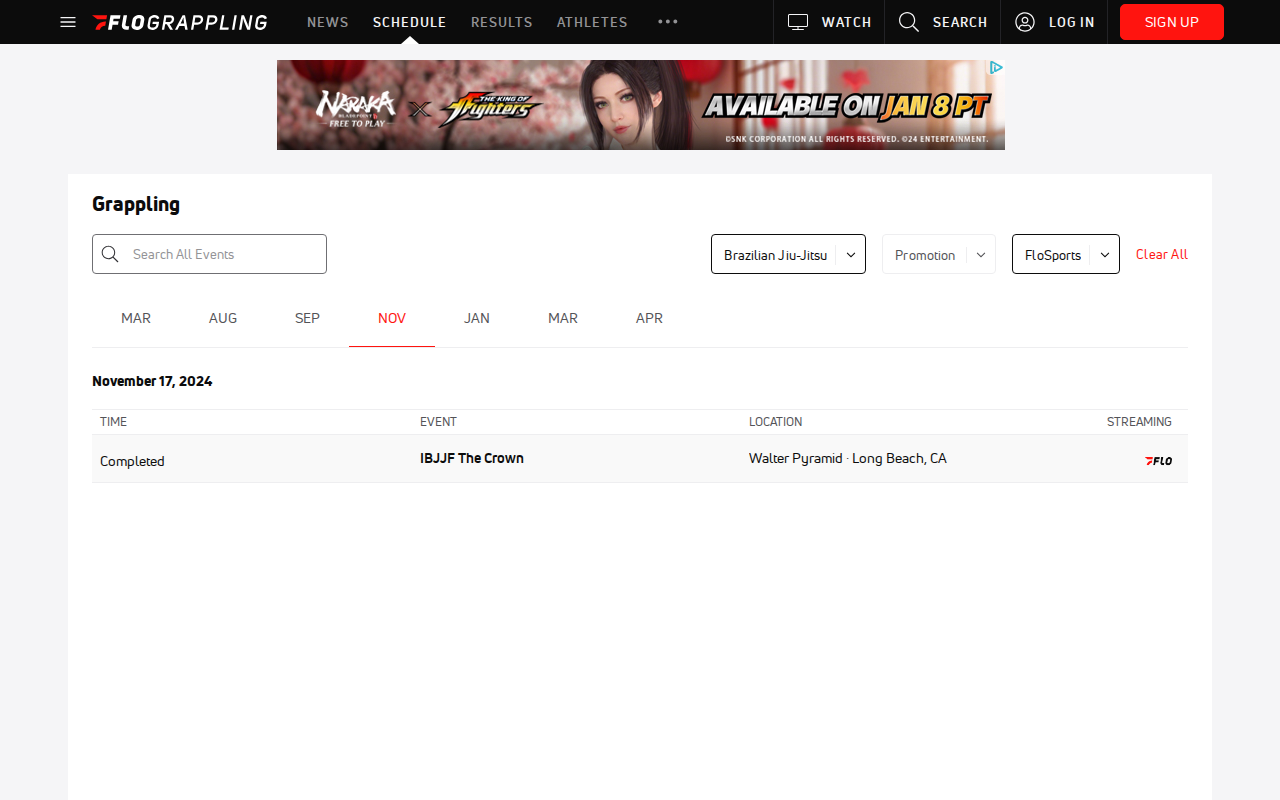 FLOGRAPPLING NEWS SCHEDULE RESULTS ATHLETES ••• WATCH SEARCH LOG IN SIGN UP
NARAKA BLADEPOINT FREE TO PLAY X THE KING OF Fighters AVAILABLE ON JAN 8 PT
©SNK CORPORATION ALL RIGHTS RESERVED. ©24 ENTERTAINMENT.
Grappling
Search All Events Brazilian Jiu-Jitsu Promotion FloSports Clear All
MAR AUG SEP NOV JAN MAR APR
November 17, 2024
TIME EVENT LOCATION STREAMING
Completed IBJJF The Crown Walter Pyramid · Long Beach, CA FLO